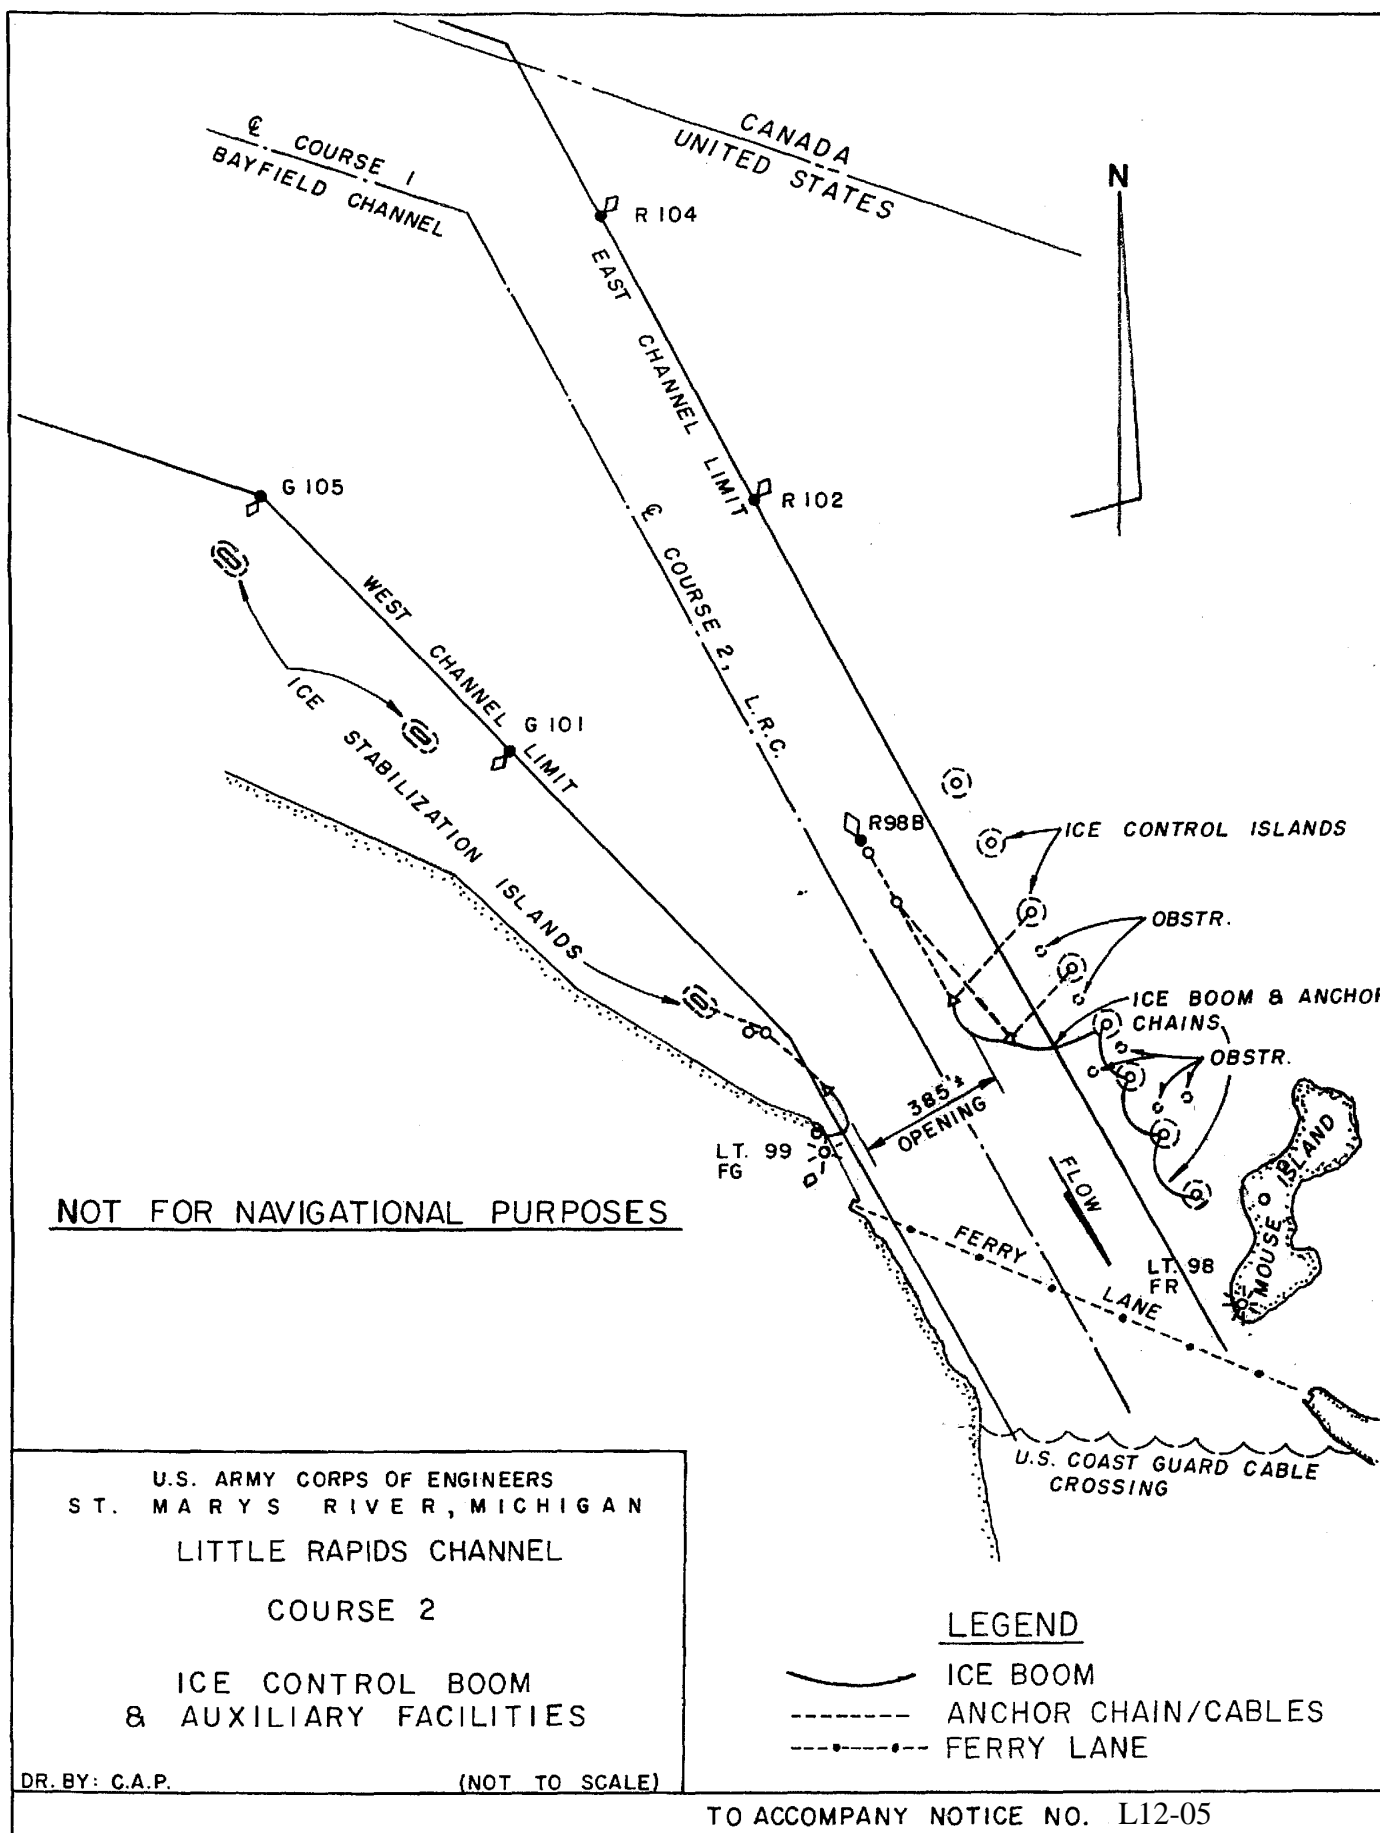 CANADA
UNITED STATES
℄ COURSE 1
BAYFIELD CHANNEL
N
R 104
EAST CHANNEL LIMIT
G 105
R 102
℄ COURSE 2, L.R.C.
WEST CHANNEL LIMIT
G 101
ICE STABILIZATION ISLANDS
R98B
ICE CONTROL ISLANDS
OBSTR.
ICE BOOM & ANCHOR
CHAINS
OBSTR.
385'±
OPENING
LT. 99
FG
FLOW
MOUSE ISLAND
NOT FOR NAVIGATIONAL PURPOSES
FERRY LANE
LT. 98
FR
U.S. COAST GUARD CABLE
CROSSING
U.S. ARMY CORPS OF ENGINEERS
ST. MARYS RIVER, MICHIGAN
LITTLE RAPIDS CHANNEL
COURSE 2
ICE CONTROL BOOM
& AUXILIARY FACILITIES
DR. BY: C.A.P. (NOT TO SCALE)
LEGEND
ICE BOOM
ANCHOR CHAIN/CABLES
FERRY LANE
TO ACCOMPANY NOTICE NO. L12-05